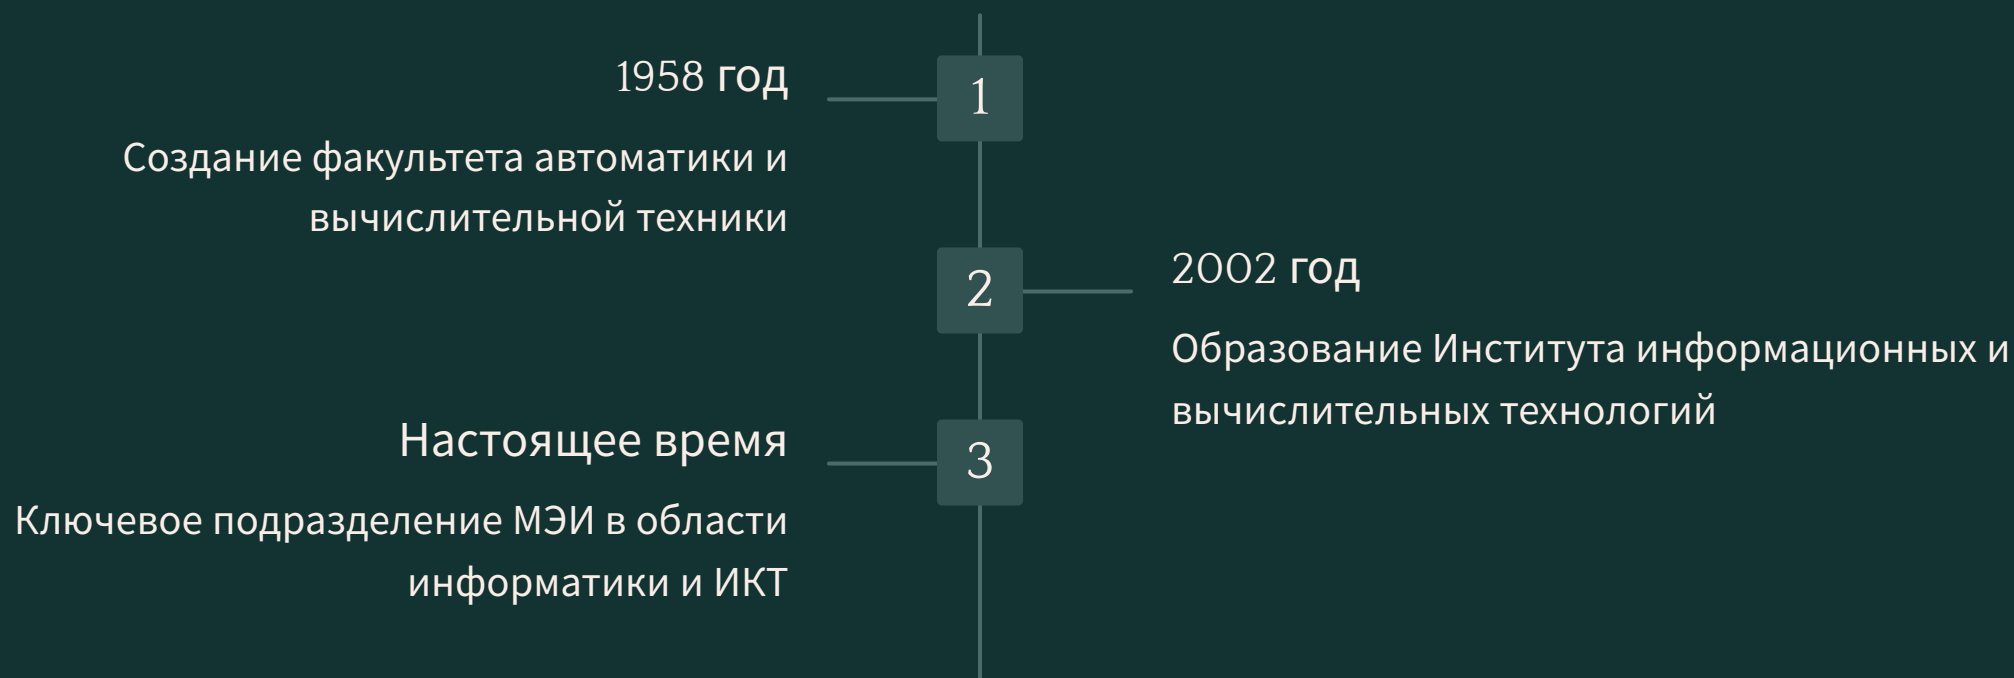 1958 год
1
Создание факультета автоматики и
вычислительной техники
2
2002 год
Образование Института информационных и
вычислительных технологий
Настоящее время
3
Ключевое подразделение МЭИ в области
информатики и ИКТ